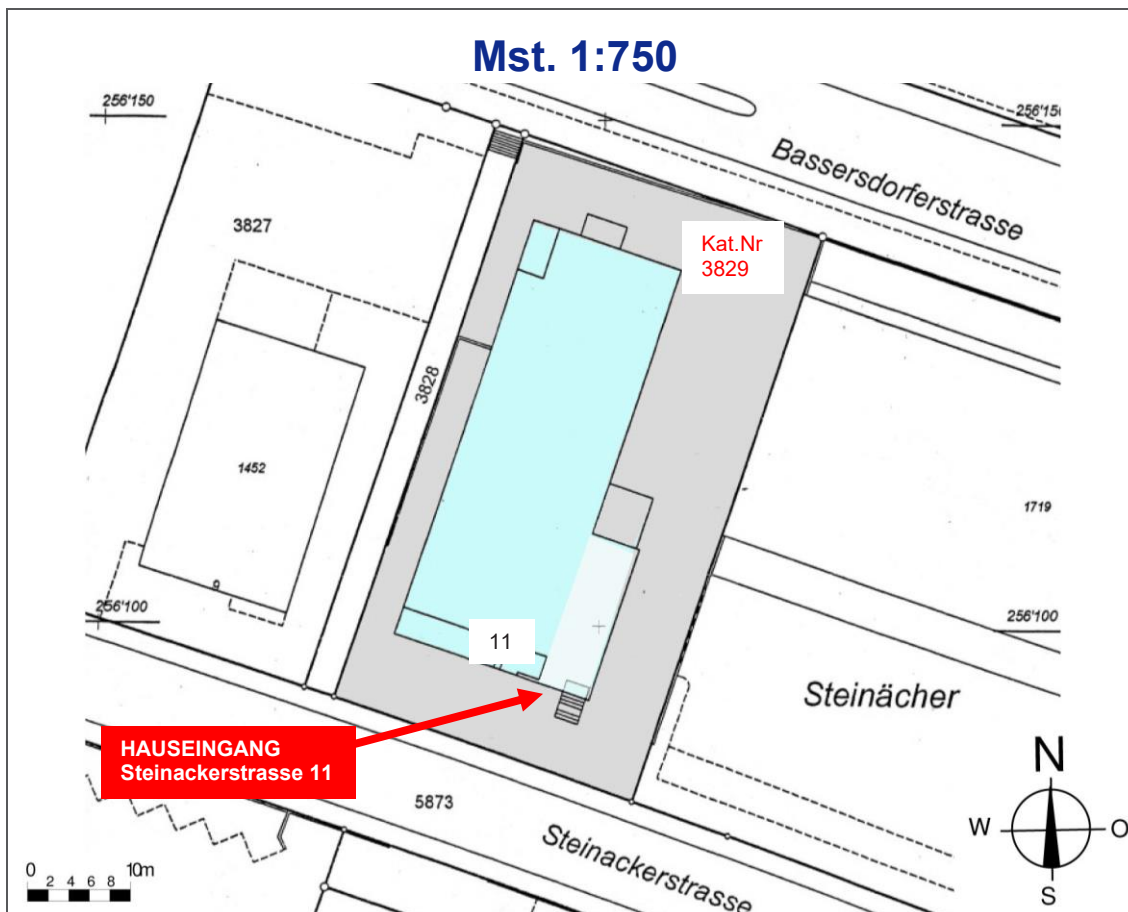 Mst. 1:750
256'150
256'150
Bassersdorferstrasse
3827
Kat.Nr
3829
3828
1452
1719
9
256'100
256'100
11
Steinächer
HAUSEINGANG
Steinackerstrasse 11
5873
N
W
O
S
Steinackerstrasse
0 2 4 6 8 10m